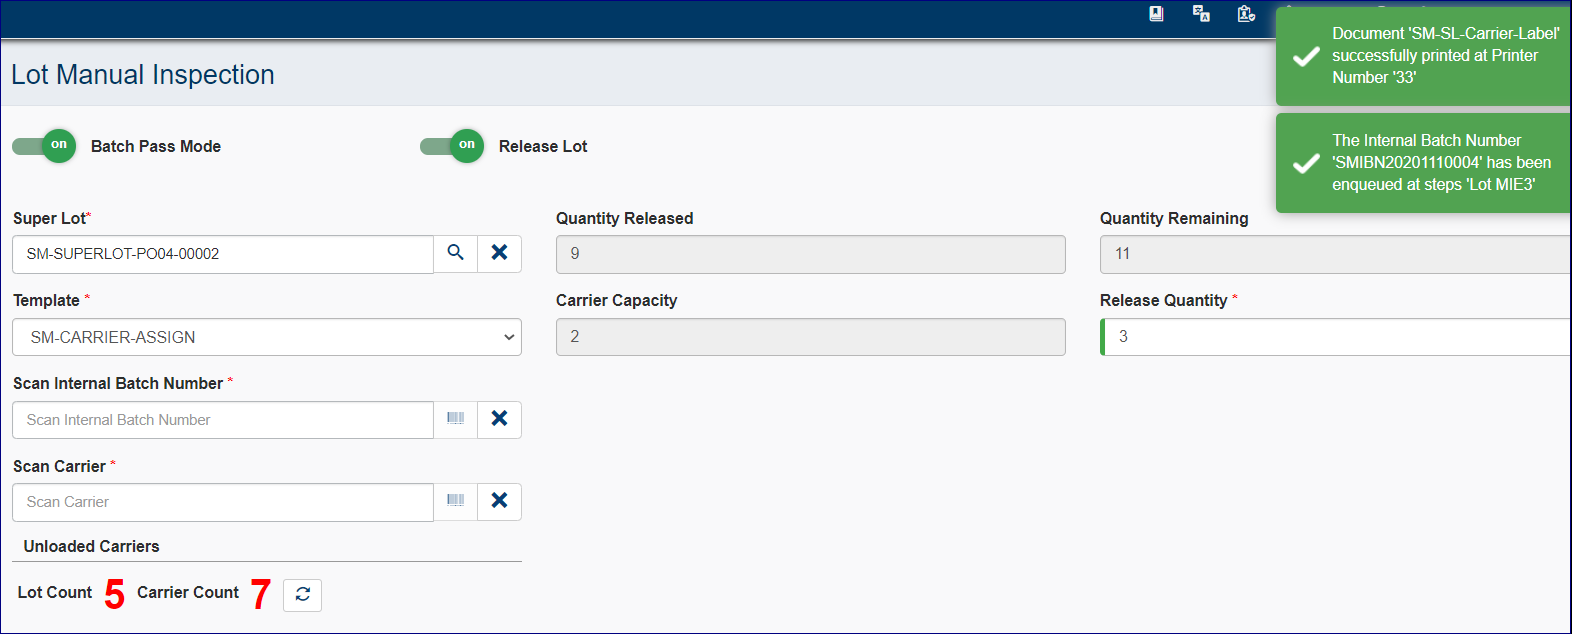 Document 'SM-SL-Carrier-Label'
successfully printed at Printer
Number '33'
Lot Manual Inspection
The Internal Batch Number
'SMIBN20201110004' has been
enqueued at steps 'Lot MIE3'
on Batch Pass Mode on Release Lot
Super Lot* Quantity Released Quantity Remaining
SM-SUPERLOT-PO04-00002 9 11
Template * Carrier Capacity Release Quantity *
SM-CARRIER-ASSIGN 2 3
Scan Internal Batch Number *
Scan Internal Batch Number
Scan Carrier *
Scan Carrier
Unloaded Carriers
Lot Count 5 Carrier Count 7